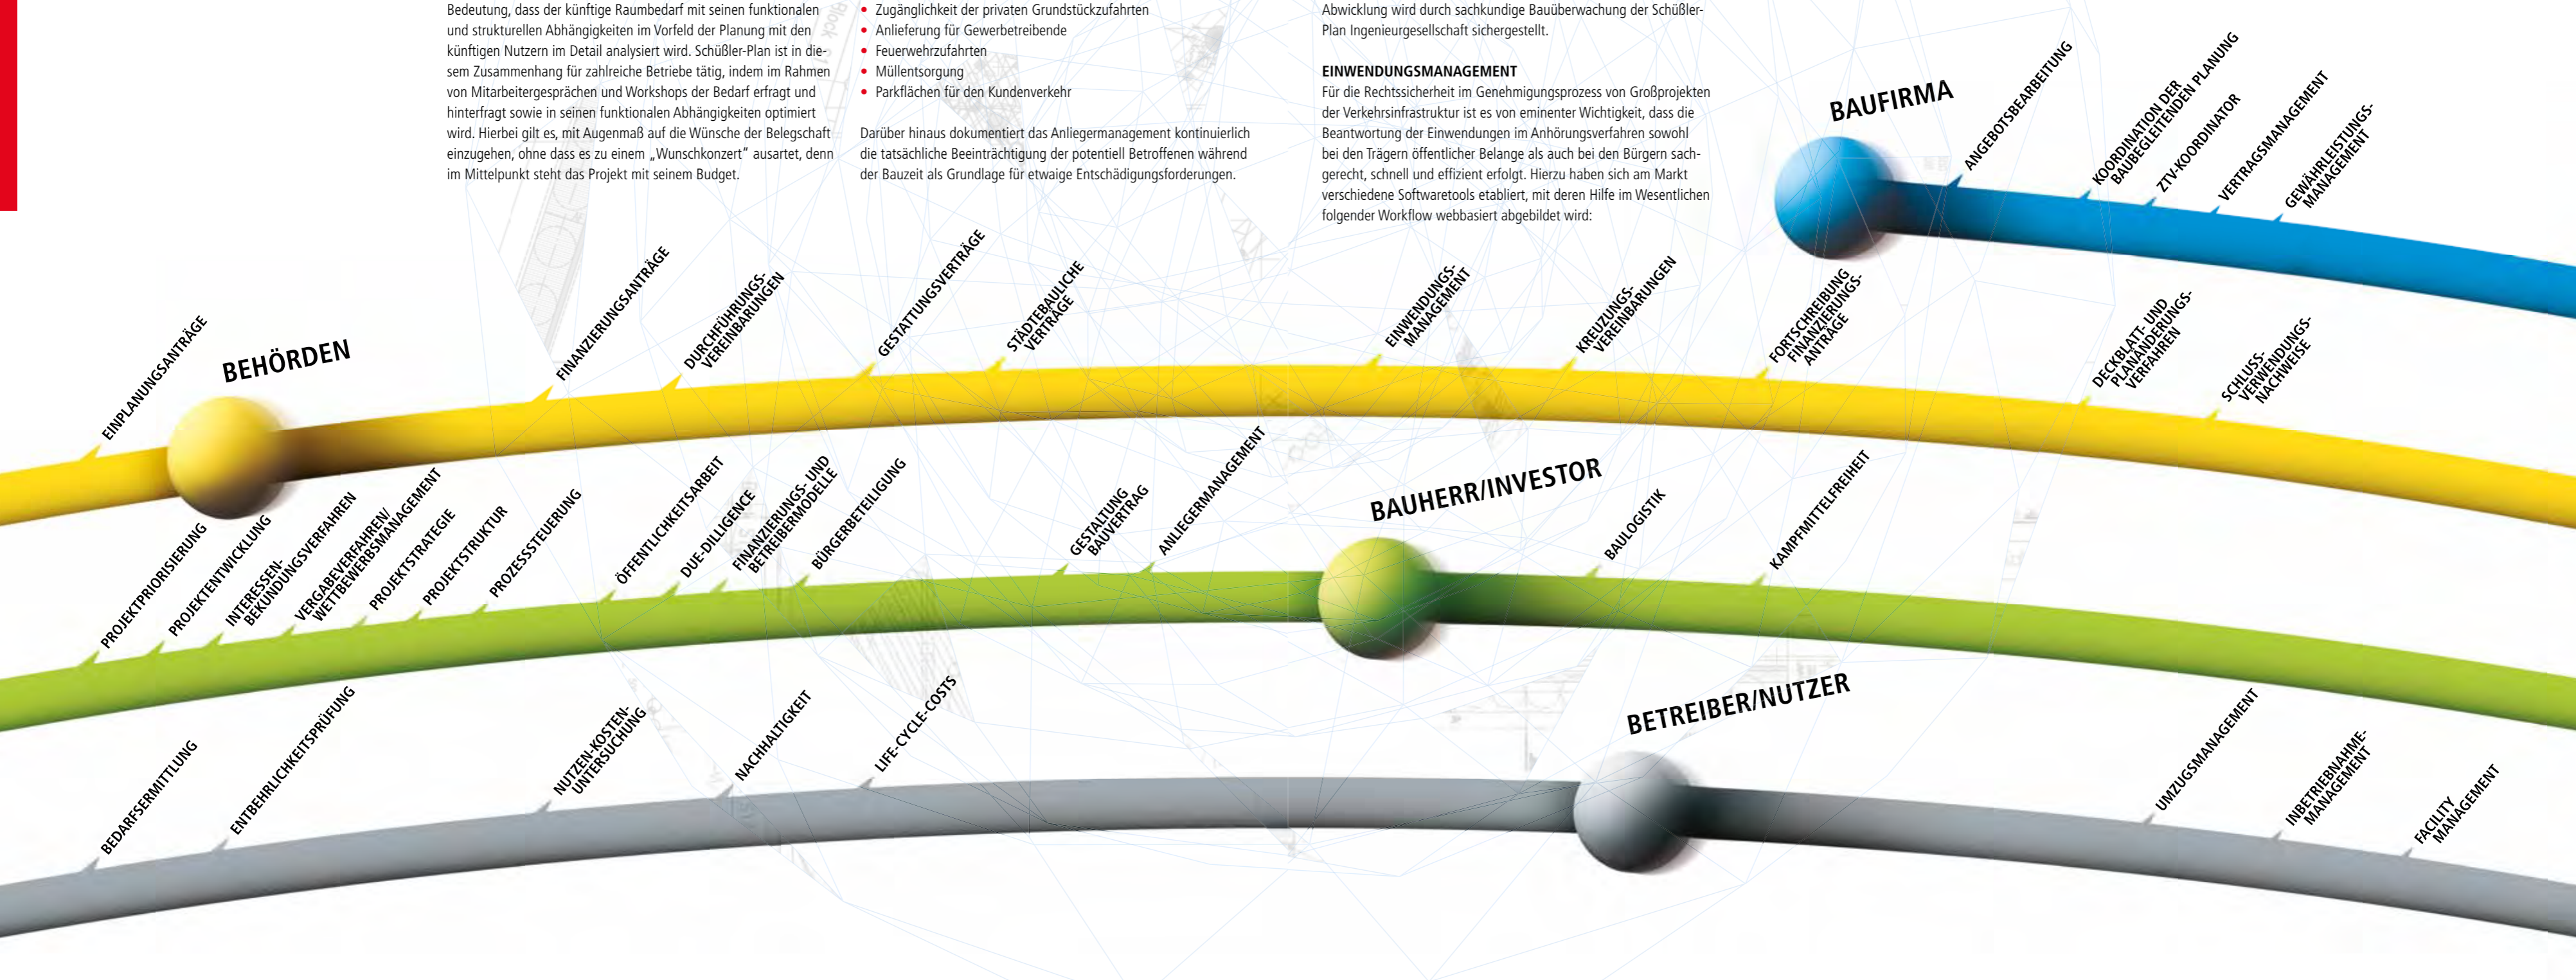 Bedeutung, dass der künftige Raumbedarf mit seinen funktionalen
und strukturellen Abhängigkeiten im Vorfeld der Planung mit den
künftigen Nutzern im Detail analysiert wird. Schüßler-Plan ist in die-
sem Zusammenhang für zahlreiche Betriebe tätig, indem im Rahmen
von Mitarbeitergesprächen und Workshops der Bedarf erfragt und
hinterfragt sowie in seinen funktionalen Abhängigkeiten optimiert
wird. Hierbei gilt es, mit Augenmaß auf die Wünsche der Belegschaft
einzugehen, ohne dass es zu einem „Wunschkonzert“ ausartet, denn
im Mittelpunkt steht das Projekt mit seinem Budget.
• Zugänglichkeit der privaten Grundstückzufahrten
• Anlieferung für Gewerbetreibende
• Feuerwehrzufahrten
• Müllentsorgung
• Parkflächen für den Kundenverkehr
Darüber hinaus dokumentiert das Anliegermanagement kontinuierlich
die tatsächliche Beeinträchtigung der potentiell Betroffenen während
der Bauzeit als Grundlage für etwaige Entschädigungsforderungen.
Abwicklung wird durch sachkundige Bauüberwachung der Schüßler-
Plan Ingenieurgesellschaft sichergestellt.
EINWENDUNGSMANAGEMENT
Für die Rechtssicherheit im Genehmigungsprozess von Großprojekten
der Verkehrsinfrastruktur ist es von eminenter Wichtigkeit, dass die
Beantwortung der Einwendungen im Anhörungsverfahren sowohl
bei den Trägern öffentlicher Belange als auch bei den Bürgern sach-
gerecht, schnell und effizient erfolgt. Hierzu haben sich am Markt
verschiedene Softwaretools etabliert, mit deren Hilfe im Wesentlichen
folgender Workflow webbasiert abgebildet wird:
BAUFIRMA
ANGEBOTSBEARBEITUNG
KOORDINATION DER
BAUBEGLEITENDEN PLANUNG
ZTV-KOORDINATOR
VERTRAGSMANAGEMENT
GEWÄHRLEISTUNGS-
MANAGEMENT
EINPLANUNGSANTRÄGE
BEHÖRDEN
FINANZIERUNGSANTRÄGE
DURCHFÜHRUNGS-
VEREINBARUNGEN
GESTATTUNGSVERTRÄGE
STÄDTEBAULICHE
VERTRÄGE
EINWENDUNGS-
MANAGEMENT
KREUZUNGS-
VEREINBARUNGEN
FORTSCHREIBUNG
FINANZIERUNGS-
ANTRÄGE
DECKBLATT- UND
PLANÄNDERUNGS-
VERFAHREN
SCHLUSS-
VERWENDUNGS-
NACHWEISE
PROJEKTPRIORISIERUNG
PROJEKTENTWICKLUNG
INTERESSEN-
BEKUNDUNGSVERFAHREN
VERGABEVERFAHREN/
WETTBEWERBSMANAGEMENT
PROJEKTSTRATEGIE
PROJEKTSTRUKTUR
PROZESSSTEUERUNG
ÖFFENTLICHKEITSARBEIT
DUE-DILLIGENCE
FINANZIERUNGS- UND
BETREIBERMODELLE
BÜRGERBETEILIGUNG
GESTALTUNG
BAUVERTRAG
ANLIEGERMANAGEMENT
BAUHERR/INVESTOR
BAULOGISTIK
KAMPFMITTELFREIHEIT
BEDARFSERMITTLUNG
ENTBEHRLICHKEITSPRÜFUNG
NUTZEN-KOSTEN-
UNTERSUCHUNG
NACHHALTIGKEIT
LIFE-CYCLE-COSTS
BETREIBER/NUTZER
UMZUGSMANAGEMENT
INBETRIEBNAHME-
MANAGEMENT
FACILITY
MANAGEMENT